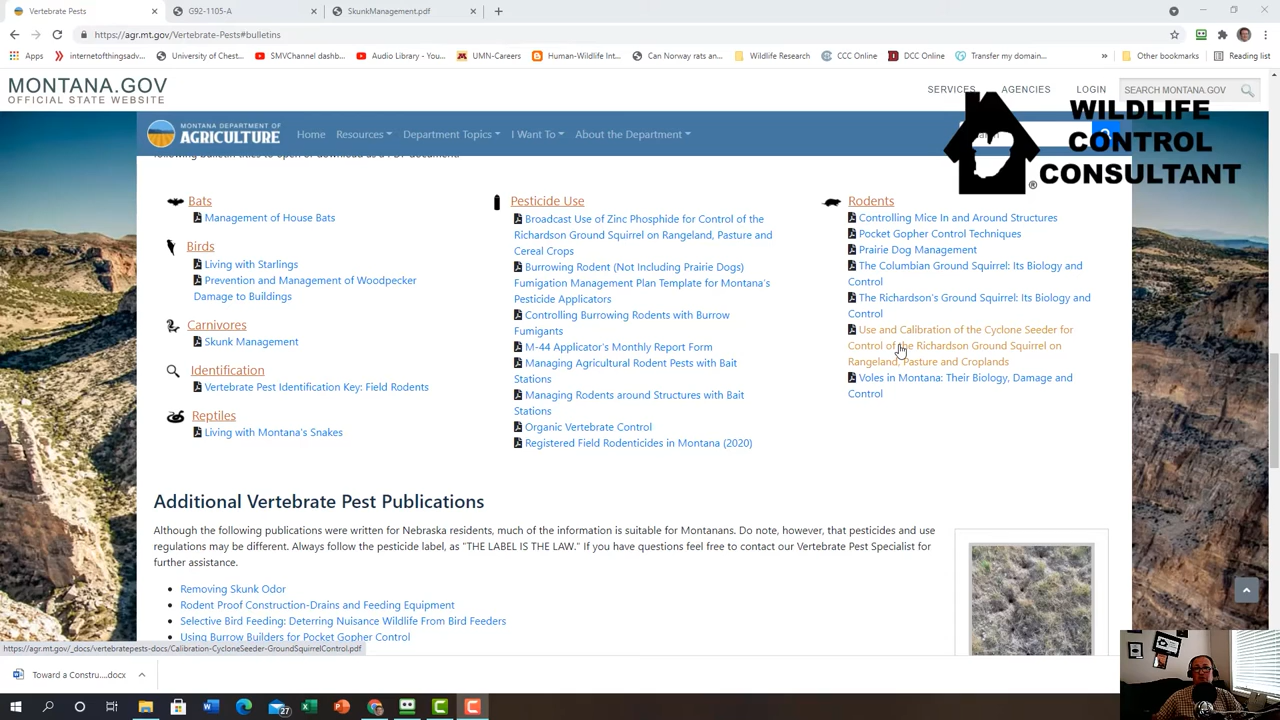 Vertebrate Pests
G92-1105-A
SkunkManagement.pdf
https://agr.mt.gov/Vertebrate-Pests#bulletins
Apps
internetofthingsadv...
University of Chest...
SMVChannel dashb...
Audio Library - You...
UMN-Careers
Human-Wildlife Int...
Can Norway rats an...
Wildlife Research
CCC Online
DCC Online
Transfer my domain...
»
Other bookmarks
Reading list
MONTANA.GOV
OFFICIAL STATE WEBSITE
SERVICES
AGENCIES
LOGIN
SEARCH MONTANA.GOV
MONTANA DEPARTMENT OF
AGRICULTURE
Home
Resources
Department Topics
I Want To
About the Department
WILDLIFE
CONTROL
CONSULTANT
®
following bulletin titles to open or download as a PDF document.
Bats
Management of House Bats
Birds
Living with Starlings
Prevention and Management of Woodpecker
Damage to Buildings
Carnivores
Skunk Management
Identification
Vertebrate Pest Identification Key: Field Rodents
Reptiles
Living with Montana's Snakes
Pesticide Use
Broadcast Use of Zinc Phosphide for Control of the
Richardson Ground Squirrel on Rangeland, Pasture and
Cereal Crops
Burrowing Rodent (Not Including Prairie Dogs)
Fumigation Management Plan Template for Montana's
Pesticide Applicators
Controlling Burrowing Rodents with Burrow
Fumigants
M-44 Applicator's Monthly Report Form
Managing Agricultural Rodent Pests with Bait
Stations
Managing Rodents around Structures with Bait
Stations
Organic Vertebrate Control
Registered Field Rodenticides in Montana (2020)
Rodents
Controlling Mice In and Around Structures
Pocket Gopher Control Techniques
Prairie Dog Management
The Columbian Ground Squirrel: Its Biology and
Control
The Richardson's Ground Squirrel: Its Biology and
Control
Use and Calibration of the Cyclone Seeder for
Control of the Richardson Ground Squirrel on
Rangeland, Pasture and Croplands
Voles in Montana: Their Biology, Damage and
Control
Additional Vertebrate Pest Publications
Although the following publications were written for Nebraska residents, much of the information is suitable for Montanans. Do note, however, that pesticides and use
regulations may be different. Always follow the pesticide label, as "THE LABEL IS THE LAW." If you have questions feel free to contact our Vertebrate Pest Specialist for
further assistance.
Removing Skunk Odor
Rodent Proof Construction-Drains and Feeding Equipment
Selective Bird Feeding: Deterring Nuisance Wildlife From Bird Feeders
Using Burrow Builders for Pocket Gopher Control
https://agr.mt.gov/_docs/vertebratepests-docs/Calibration-CycloneSeeder-GroundSquirrelControl.pdf
Toward a Constru....docx
27